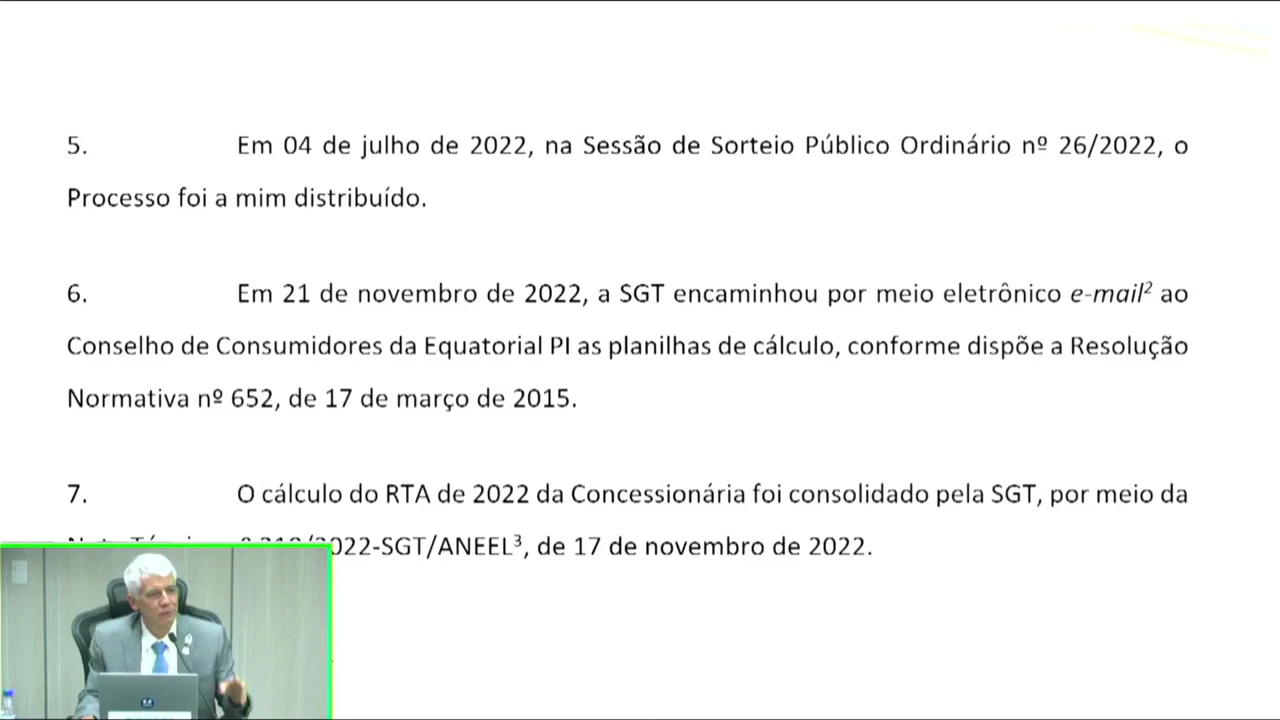 5. Em 04 de julho de 2022, na Sessão de Sorteio Público Ordinário nº 26/2022, o
Processo foi a mim distribuído.
6. Em 21 de novembro de 2022, a SGT encaminhou por meio eletrônico e-mail² ao
Conselho de Consumidores da Equatorial PI as planilhas de cálculo, conforme dispõe a Resolução
Normativa nº 652, de 17 de março de 2015.
7. O cálculo do RTA de 2022 da Concessionária foi consolidado pela SGT, por meio da
022-SGT/ANEEL³, de 17 de novembro de 2022.